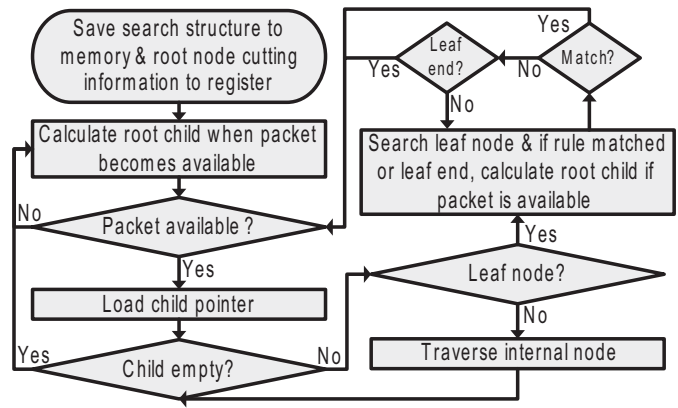 Save search structure to
memory & root node cutting
information to register
Calculate root child when packet
becomes available
No
Packet available ?
Yes
Load child pointer
Yes
Child empty?
No
Yes
Leaf
end?
Yes
No
Match?
No
Search leaf node & if rule matched
or leaf end, calculate root child if
packet is available
Yes
Leaf node?
No
Traverse internal node